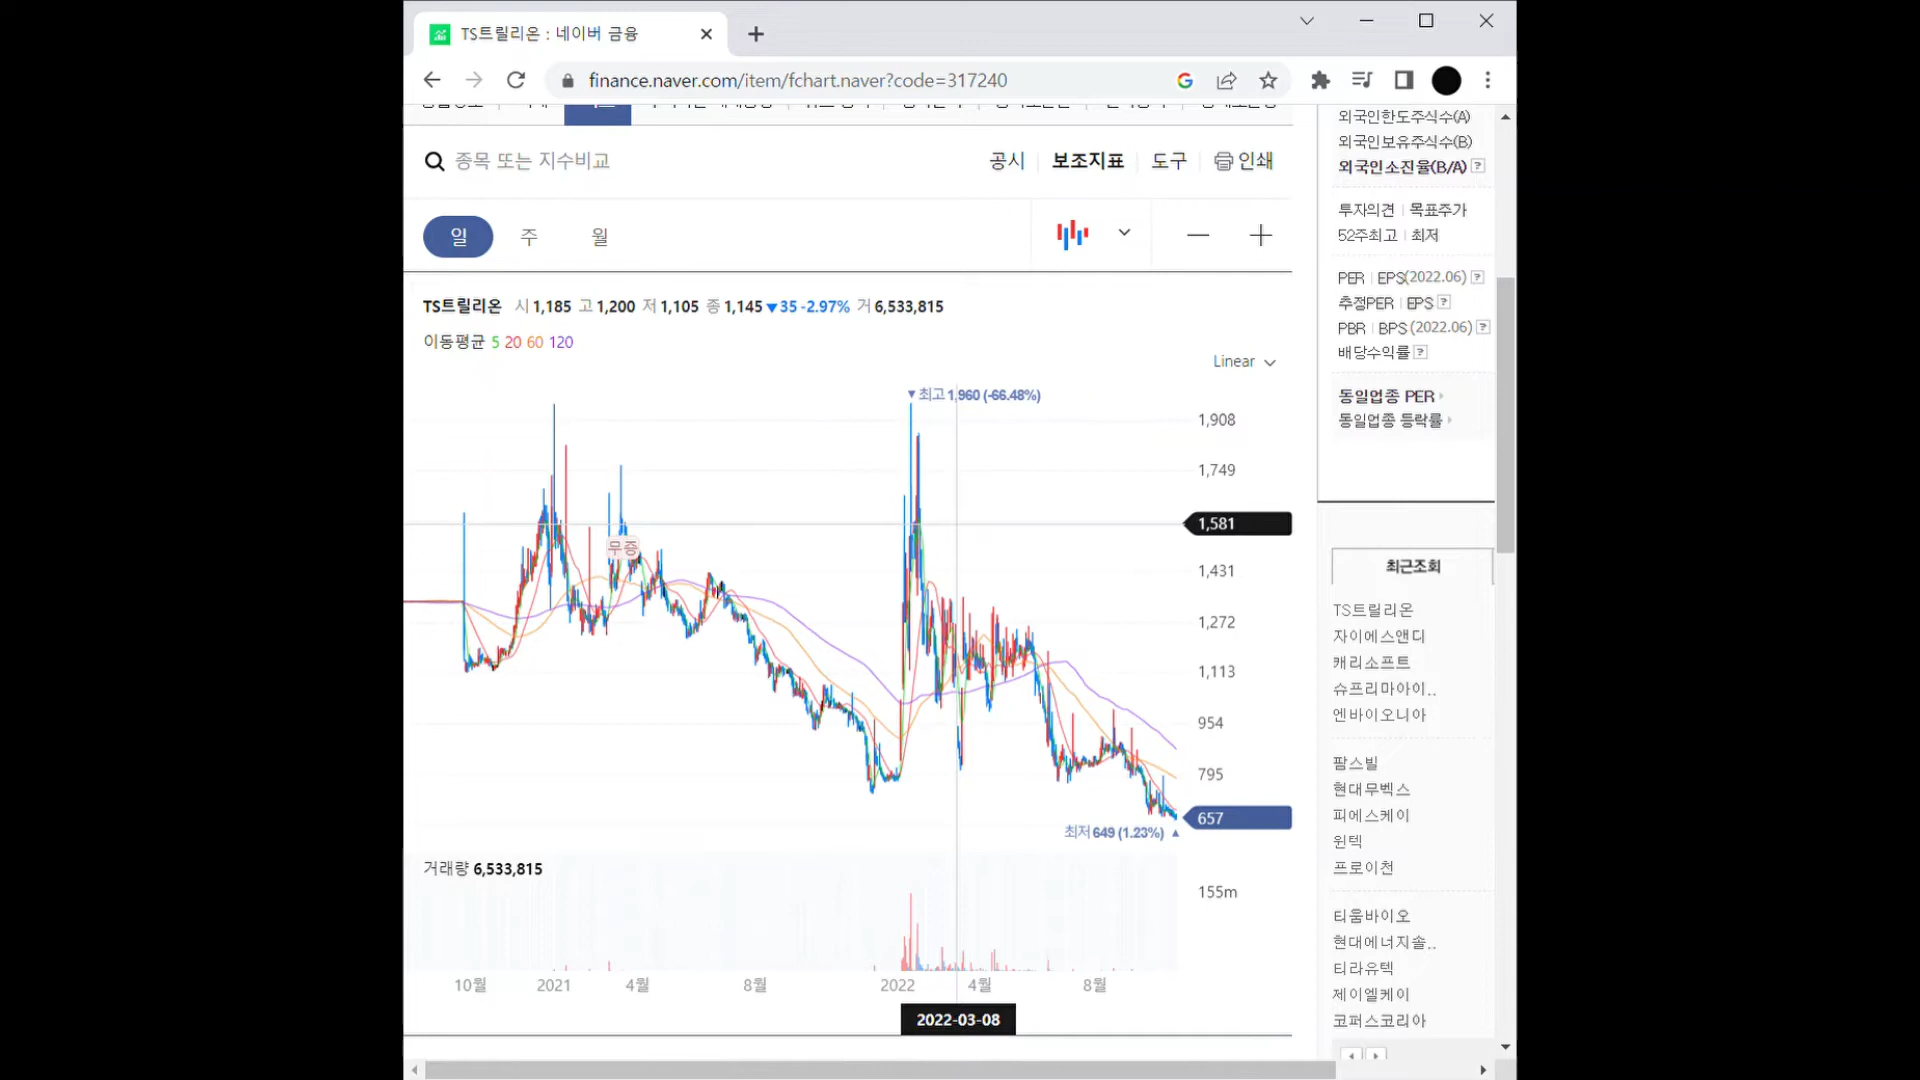 TS트릴리온 : 네이버 금융
finance.naver.com/item/fchart.naver?code=317240
종목 또는 지수비교
공시 보조지표 도구 인쇄
일 주 월
TS트릴리온 시 1,185 고 1,200 저 1,105 종 1,145 ▼35 -2.97% 거 6,533,815
이동평균 5 20 60 120
Linear
▼최고 1,960 (-66.48%)
1,908
1,749
1,581
무증
1,431
1,272
1,113
954
795
657
최저 649 (1.23%) ▲
거래량 6,533,815
155m
10월 2021 4월 8월 2022 4월 8월
2022-03-08
외국인한도주식수(A)
외국인보유주식수(B)
외국인소진율(B/A) ?
투자의견 | 목표주가
52주최고 | 최저
PER | EPS(2022.06) ?
추정PER | EPS ?
PBR | BPS (2022.06) ?
배당수익률 ?
동일업종 PER
동일업종 등락률
최근조회
TS트릴리온
자이에스앤디
캐리소프트
슈프리마아이..
엔바이오니아
팜스빌
현대무벡스
피에스케이
윈텍
프로이천
티움바이오
현대에너지솔..
티라유텍
제이엘케이
코퍼스코리아